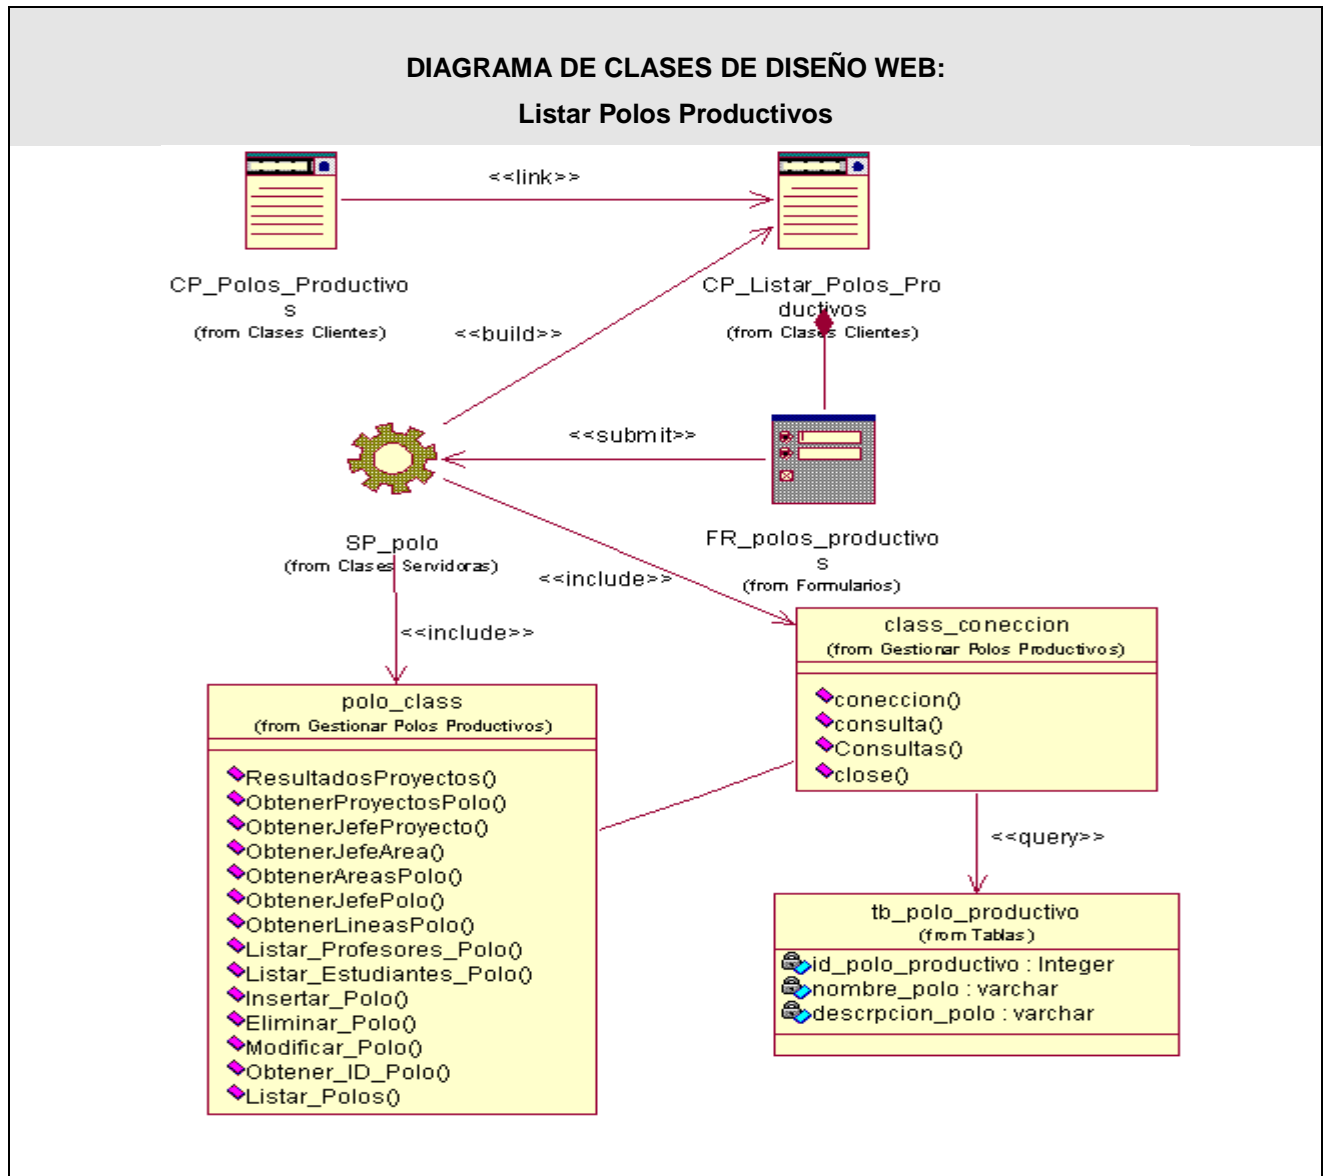 DIAGRAMA DE CLASES DE DISEÑO WEB:
Listar Polos Productivos
<<link>>
CP_Polos_Productivo
s
(from Clases Clientes)
CP_Listar_Polos_Pro
ductivos
(from Clases Clientes)
<<build>>
<<submit>>
SP_polo
(from Clases Servidoras)
FR_polos_productivo
s
(from Formularios)
<<include>>
<<include>>
class_coneccion
(from Gestionar Polos Productivos)
coneccion()
consulta()
Consultas()
close()
polo_class
(from Gestionar Polos Productivos)
ResultadosProyectos()
ObtenerProyectosPolo()
ObtenerJefeProyecto()
ObtenerJefeArea()
ObtenerAreasPolo()
ObtenerJefePolo()
ObtenerLineasPolo()
Listar_Profesores_Polo()
Listar_Estudiantes_Polo()
Insertar_Polo()
Eliminar_Polo()
Modificar_Polo()
Obtener_ID_Polo()
Listar_Polos()
<<query>>
tb_polo_productivo
(from Tablas)
id_polo_productivo : Integer
nombre_polo : varchar
descrpcion_polo : varchar